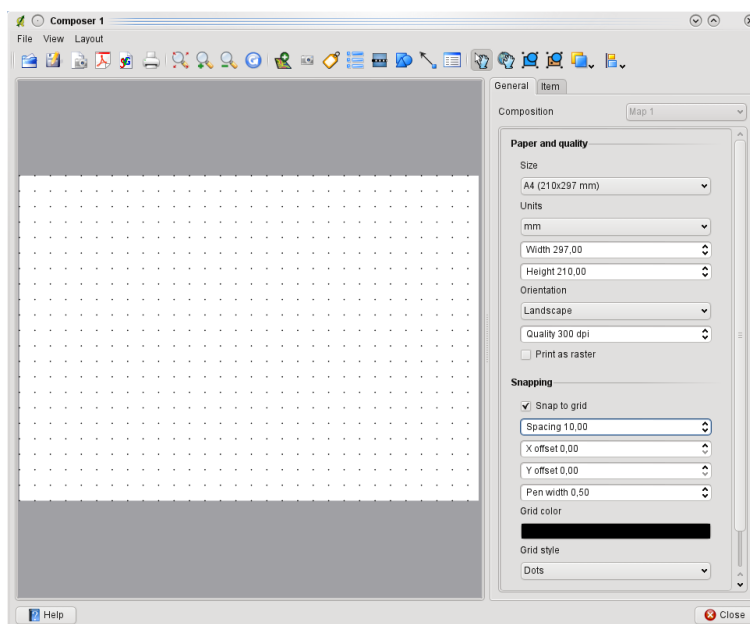 Composer 1
File View Layout
General Item
Composition Map 1
Paper and quality
Size
A4 (210x297 mm)
Units
mm
Width 297,00
Height 210,00
Orientation
Landscape
Quality 300 dpi
Print as raster
Snapping
Snap to grid
Spacing 10,00
X offset 0,00
Y offset 0,00
Pen width 0,50
Grid color
Grid style
Dots
Help Close